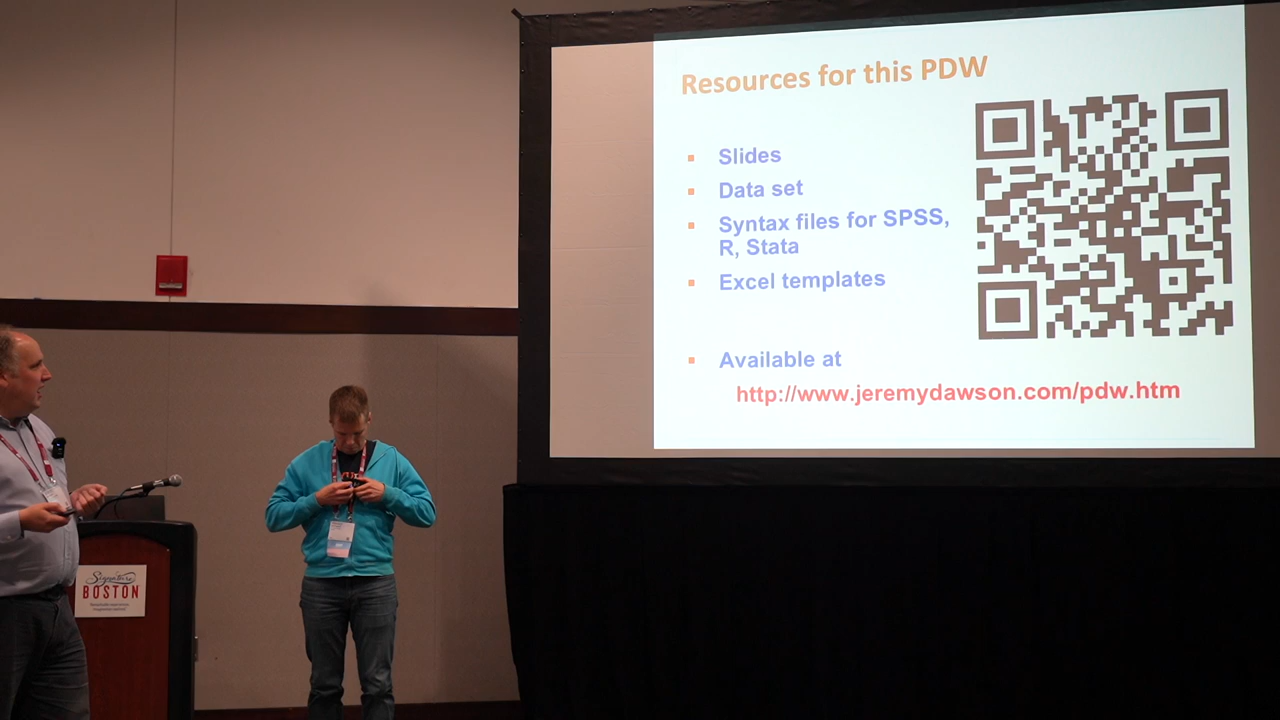 Resources for this PDW
Slides
Data set
Syntax files for SPSS,
R, Stata
Excel templates
Available at
http://www.jeremydawson.com/pdw.htm
Signature
BOSTON